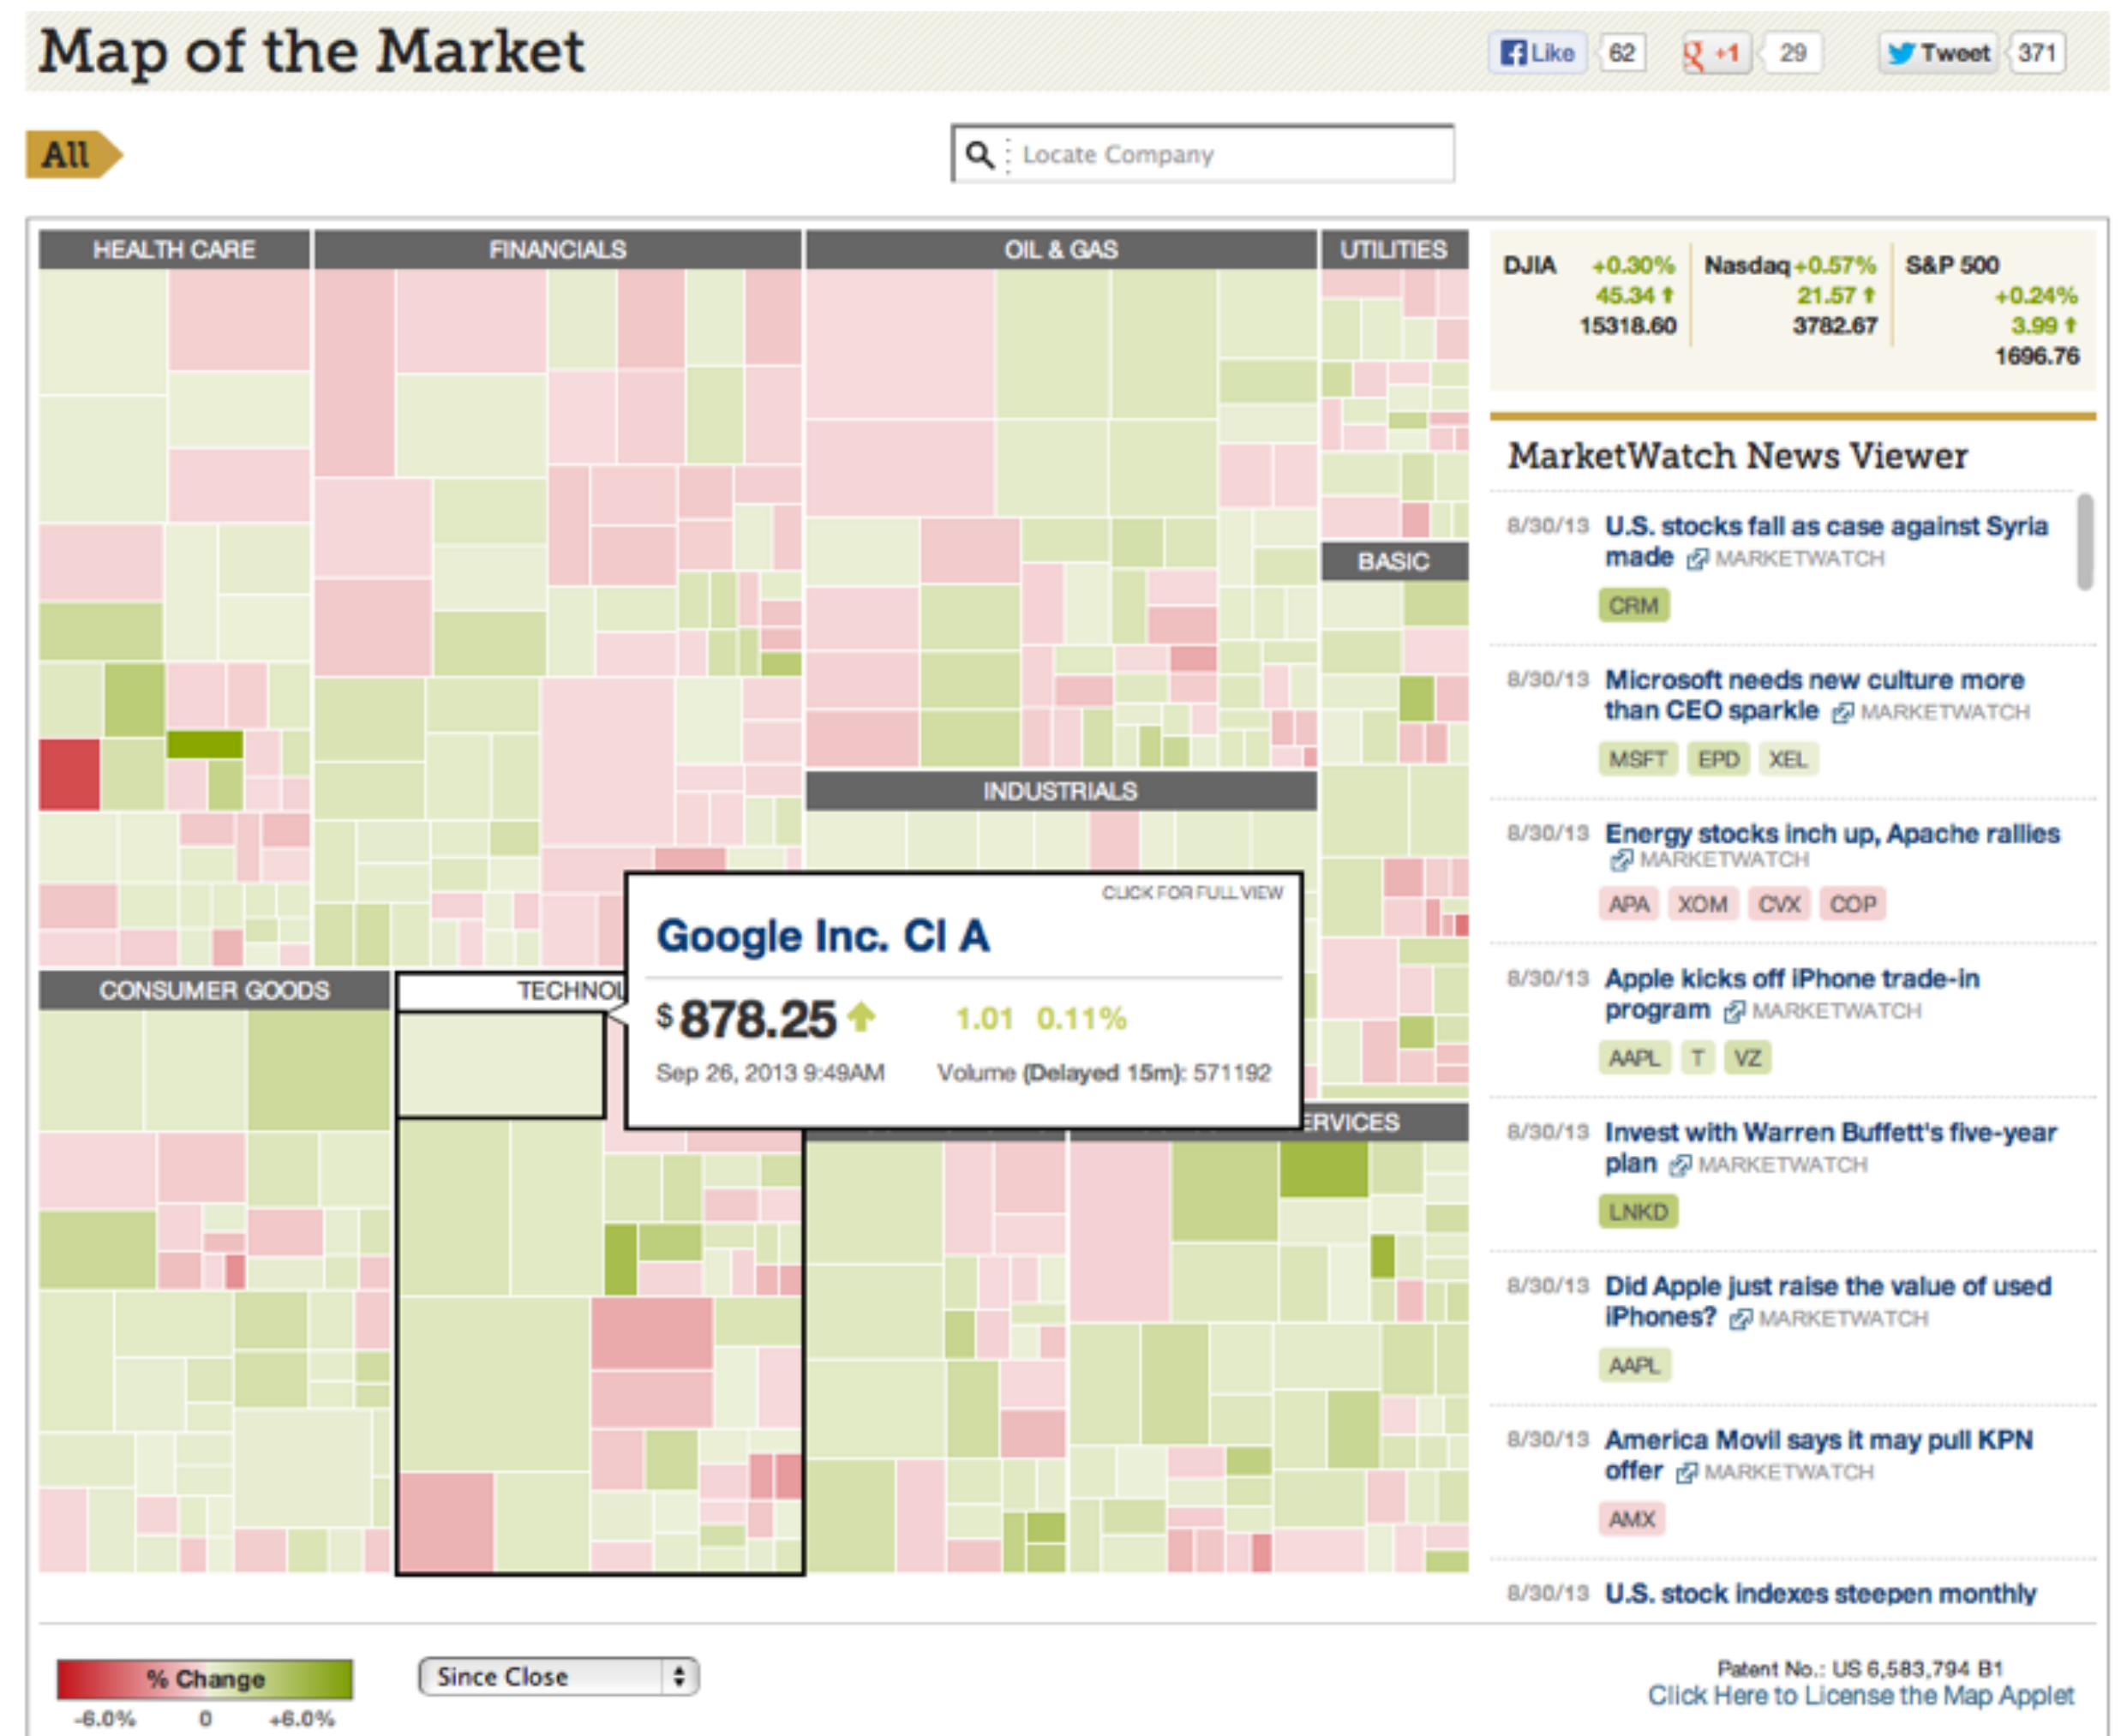 Map of the Market
Like 62 +1 29 Tweet 371
All
Locate Company
HEALTH CARE
FINANCIALS
OIL & GAS
UTILITIES
BASIC
INDUSTRIALS
CONSUMER GOODS
TECHNOL
ERVICES
CLICK FOR FULL VIEW
Google Inc. Cl A
$878.25 1.01 0.11%
Sep 26, 2013 9:49AM Volume (Delayed 15m): 571192
DJIA +0.30%
45.34
15318.60
Nasdaq +0.57%
21.57
3782.67
S&P 500
+0.24%
3.99
1696.76
MarketWatch News Viewer
8/30/13 U.S. stocks fall as case against Syria
made MARKETWATCH
CRM
8/30/13 Microsoft needs new culture more
than CEO sparkle MARKETWATCH
MSFT EPD XEL
8/30/13 Energy stocks inch up, Apache rallies
MARKETWATCH
APA XOM CVX COP
8/30/13 Apple kicks off iPhone trade-in
program MARKETWATCH
AAPL T VZ
8/30/13 Invest with Warren Buffett's five-year
plan MARKETWATCH
LNKD
8/30/13 Did Apple just raise the value of used
iPhones? MARKETWATCH
AAPL
8/30/13 America Movil says it may pull KPN
offer MARKETWATCH
AMX
8/30/13 U.S. stock indexes steepen monthly
% Change
-6.0% 0 +6.0%
Since Close
Patent No.: US 6,583,794 B1
Click Here to License the Map Applet